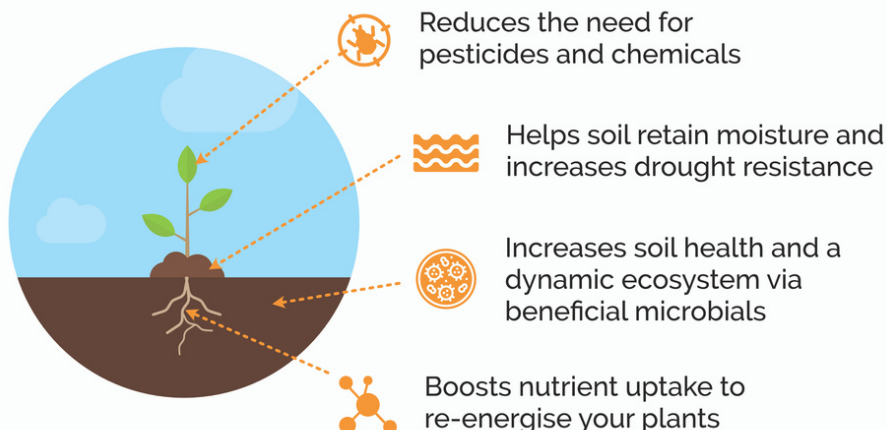 Reduces the need for
pesticides and chemicals
Helps soil retain moisture and
increases drought resistance
Increases soil health and a
dynamic ecosystem via
beneficial microbials
Boosts nutrient uptake to
re-energise your plants